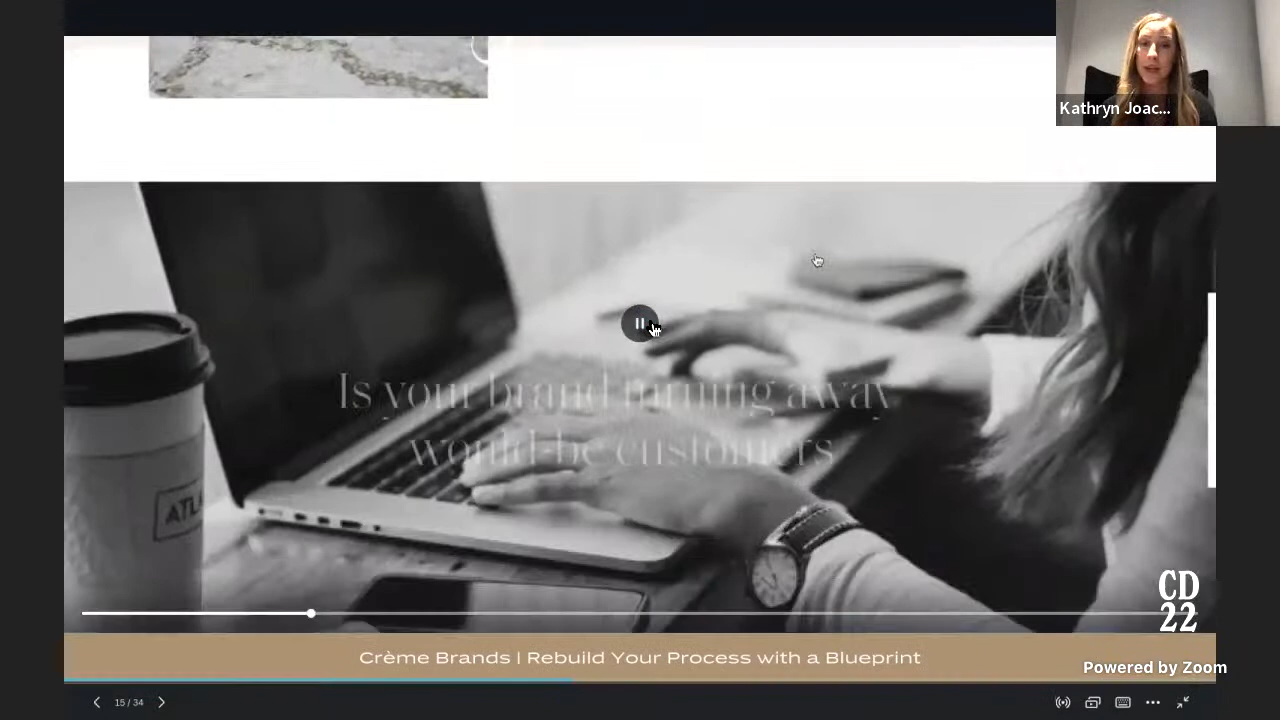 Kathryn Joac...
Is your brand turning away
would-be customers
ATL
CD
22
Crème Brands | Rebuild Your Process with a Blueprint
Powered by Zoom
15 / 34